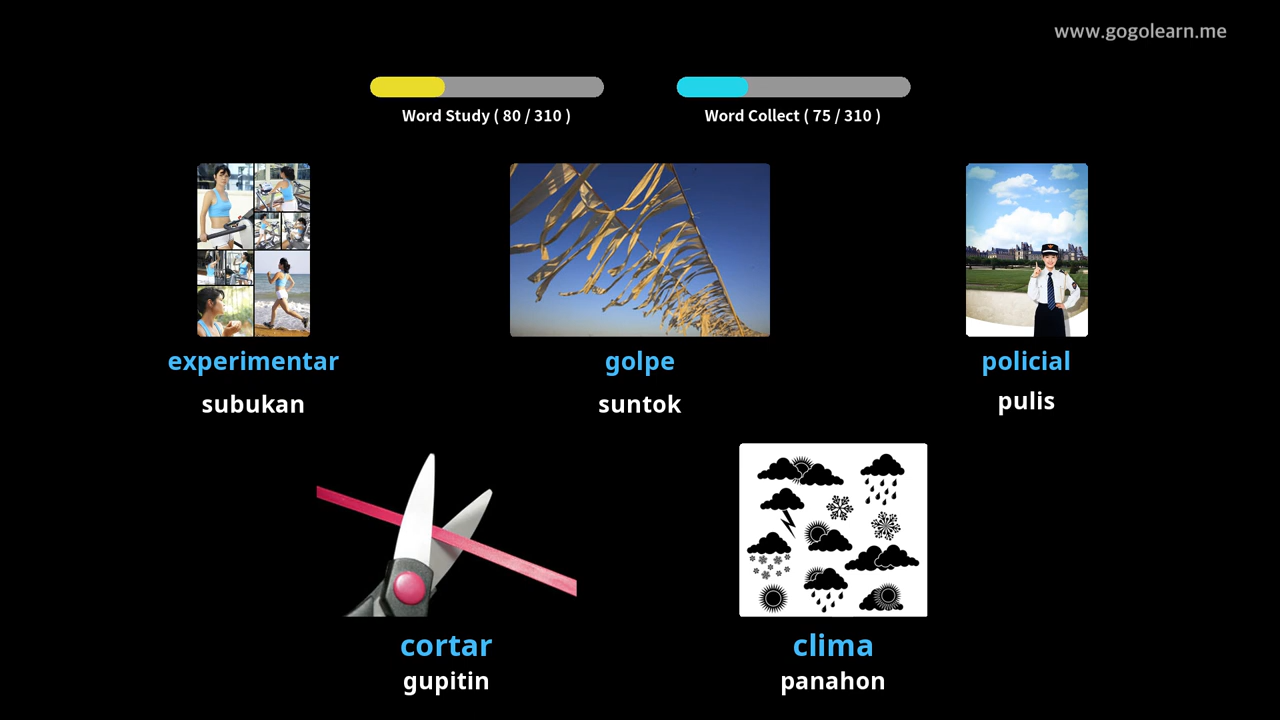 www.gogolearn.me
Word Study ( 80 / 310 )
Word Collect ( 75 / 310 )
experimentar
subukan
golpe
suntok
policial
pulis
cortar
gupitin
clima
panahon